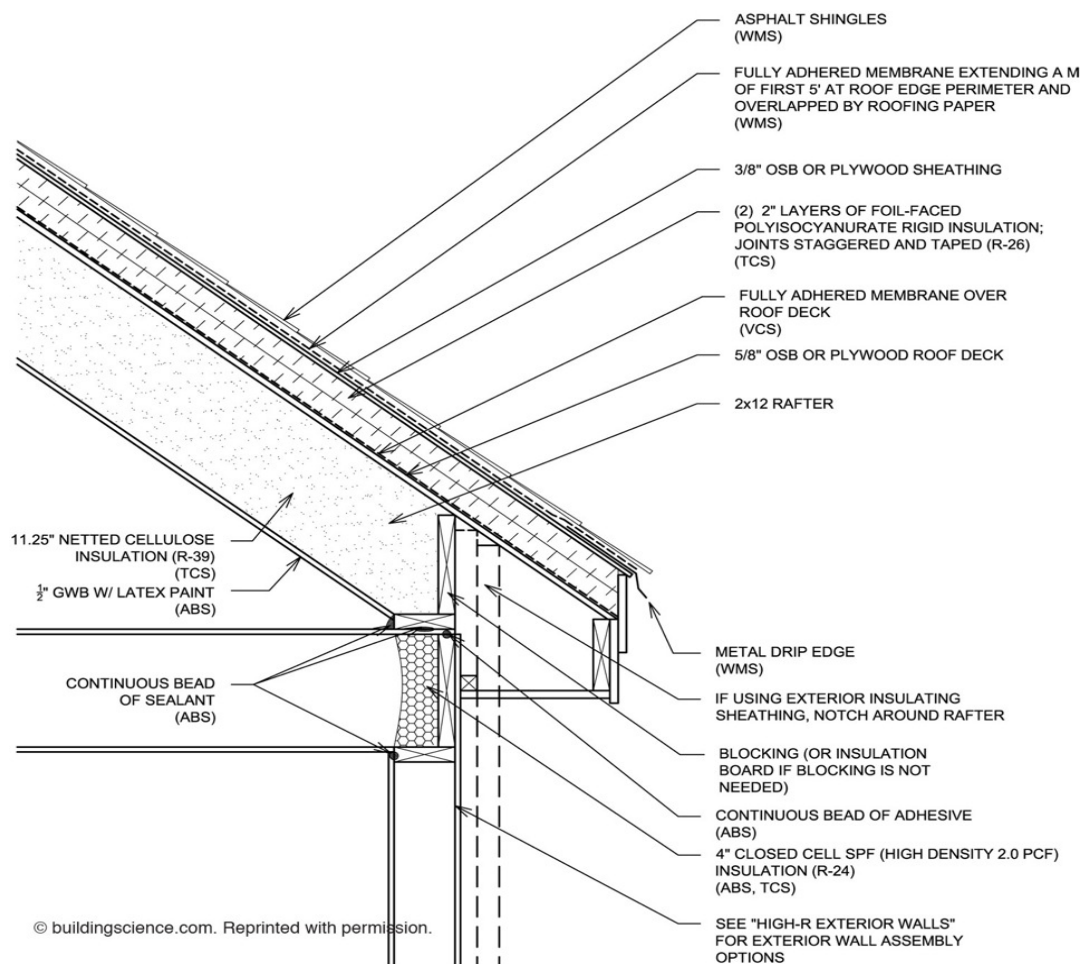 ASPHALT SHINGLES
(WMS)
FULLY ADHERED MEMBRANE EXTENDING A M
OF FIRST 5' AT ROOF EDGE PERIMETER AND
OVERLAPPED BY ROOFING PAPER
(WMS)
3/8" OSB OR PLYWOOD SHEATHING
(2) 2" LAYERS OF FOIL-FACED
POLYISOCYANURATE RIGID INSULATION;
JOINTS STAGGERED AND TAPED (R-26)
(TCS)
FULLY ADHERED MEMBRANE OVER
ROOF DECK
(VCS)
5/8" OSB OR PLYWOOD ROOF DECK
2x12 RAFTER
11.25" NETTED CELLULOSE
INSULATION (R-39)
(TCS)
½" GWB W/ LATEX PAINT
(ABS)
CONTINUOUS BEAD
OF SEALANT
(ABS)
METAL DRIP EDGE
(WMS)
IF USING EXTERIOR INSULATING
SHEATHING, NOTCH AROUND RAFTER
BLOCKING (OR INSULATION
BOARD IF BLOCKING IS NOT
NEEDED)
CONTINUOUS BEAD OF ADHESIVE
(ABS)
4" CLOSED CELL SPF (HIGH DENSITY 2.0 PCF)
INSULATION (R-24)
(ABS, TCS)
SEE "HIGH-R EXTERIOR WALLS"
FOR EXTERIOR WALL ASSEMBLY
OPTIONS
© buildingscience.com. Reprinted with permission.